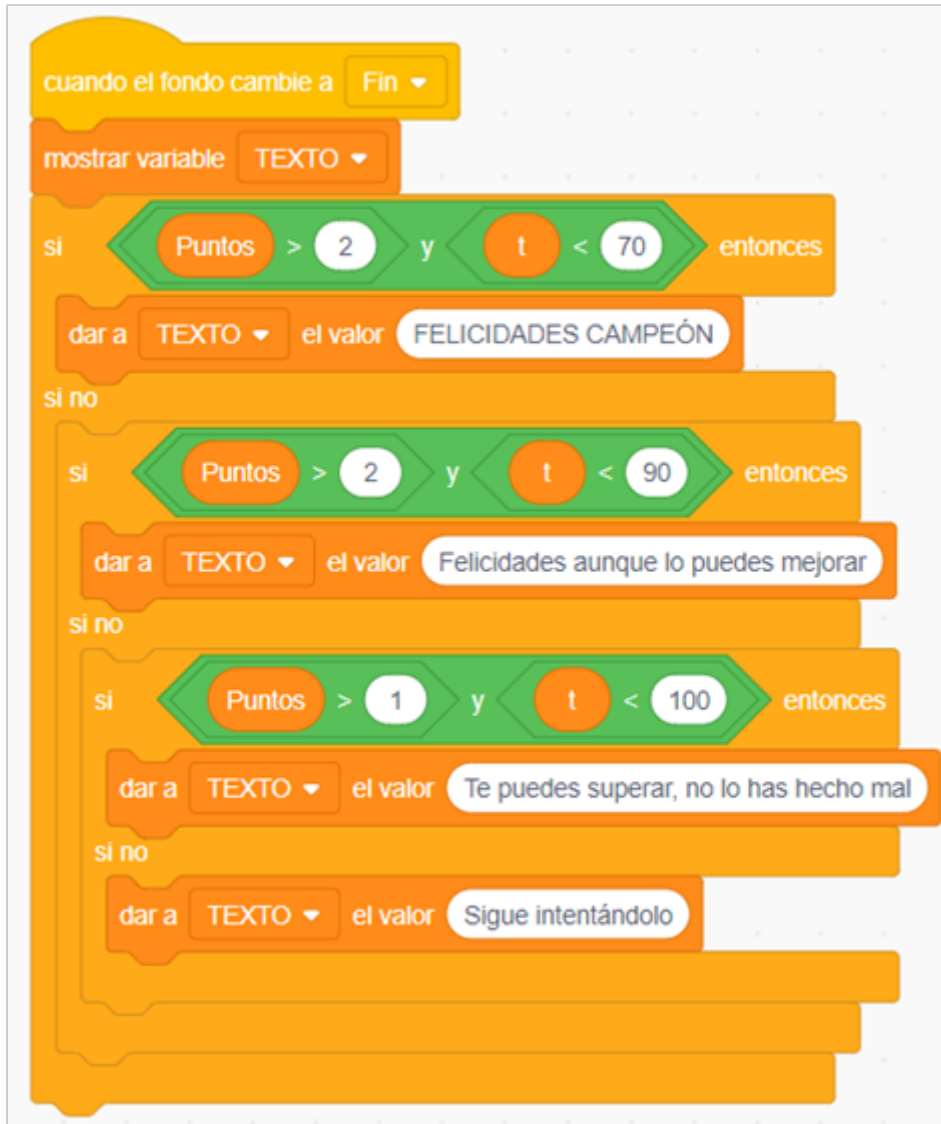 cuando el fondo cambie a Fin
mostrar variable TEXTO
si Puntos > 2 y t < 70 entonces
dar a TEXTO el valor FELICIDADES CAMPEÓN
si no
si Puntos > 2 y t < 90 entonces
dar a TEXTO el valor Felicidades aunque lo puedes mejorar
si no
si Puntos > 1 y t < 100 entonces
dar a TEXTO el valor Te puedes superar, no lo has hecho mal
si no
dar a TEXTO el valor Sigue intentándolo